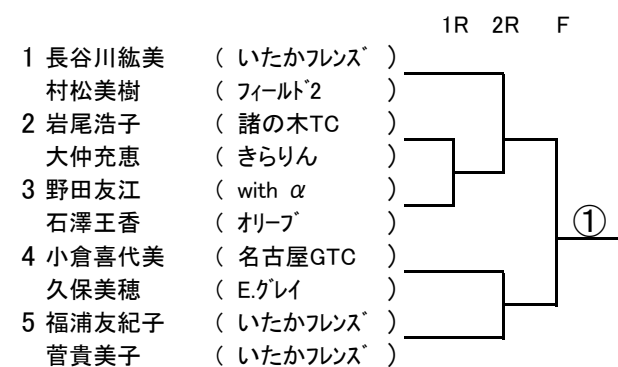 1R 2R F
1 長谷川紘美 ( いたかﾌﾚﾝｽﾞ )
村松美樹 ( ﾌｨｰﾙﾄﾞ2 )
2 岩尾浩子 ( 諸の木TC )
大仲充恵 ( きらりん )
3 野田友江 ( with α )
石澤王香 ( ｵﾘｰﾌﾞ )
①
4 小倉喜代美 ( 名古屋GTC )
久保美穂 ( E.ｸﾞﾚｲ )
5 福浦友紀子 ( いたかﾌﾚﾝｽﾞ )
菅貴美子 ( いたかﾌﾚﾝｽﾞ )